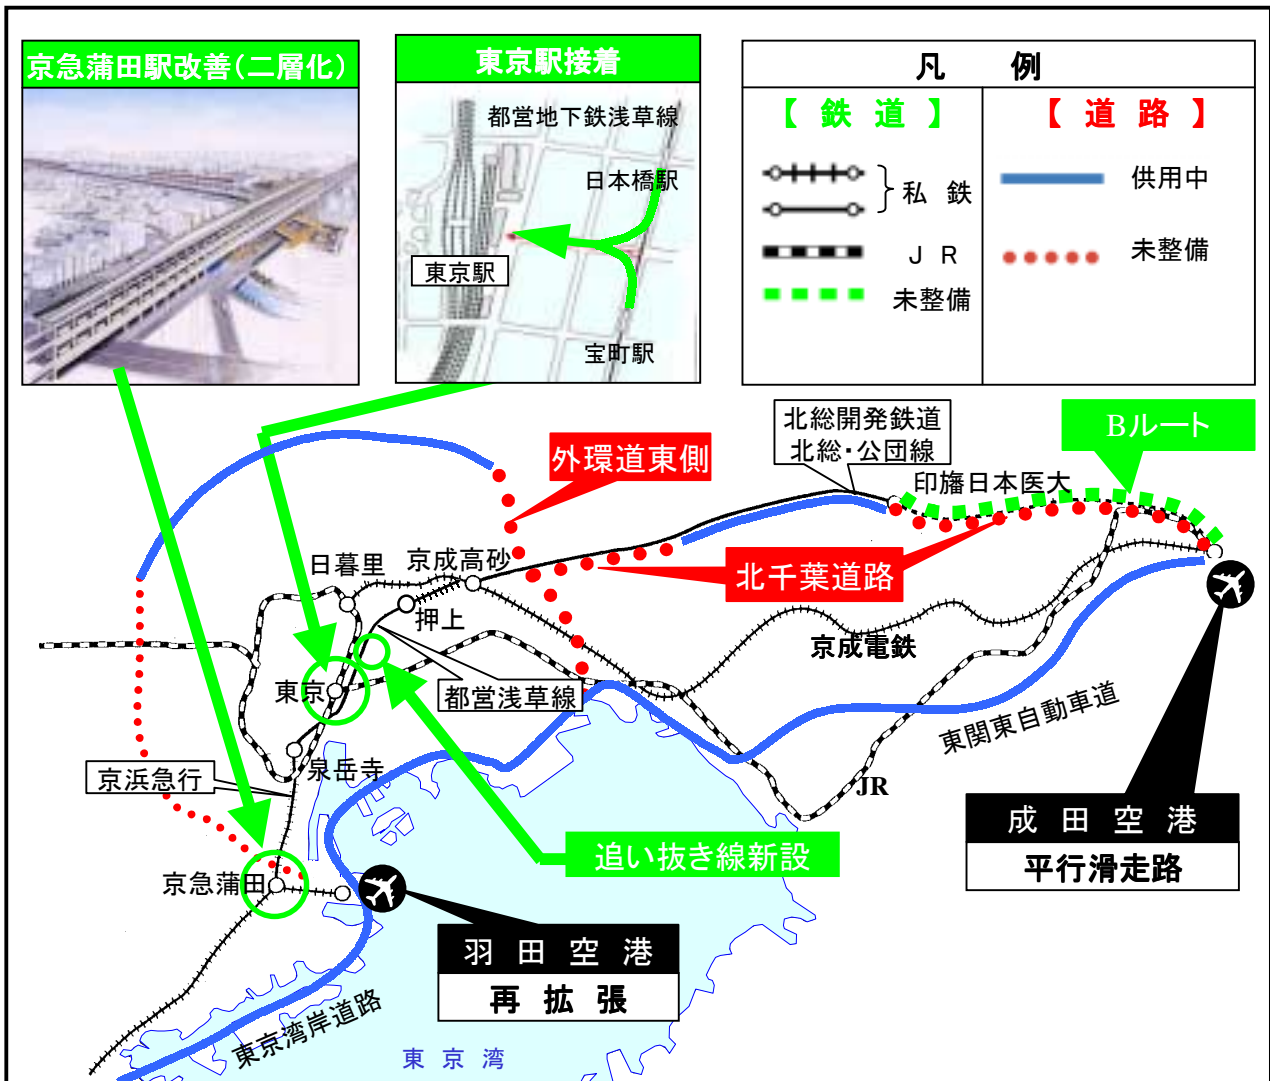 京急蒲田駅改善(二層化)
東京駅接着
都営地下鉄浅草線
日本橋駅
東京駅
宝町駅
凡 例
【 鉄 道 】
【 道 路 】
私 鉄
J R
未整備
供用中
未整備
北総開発鉄道
北総・公団線
Bルート
印旛日本医大
外環道東側
北千葉道路
日暮里
京成高砂
押上
京成電鉄
東京
都営浅草線
東関東自動車道
泉岳寺
京浜急行
JR
成 田 空 港
平行滑走路
追い抜き線新設
京急蒲田
羽 田 空 港
再 拡 張
東京湾岸道路
東 京 湾